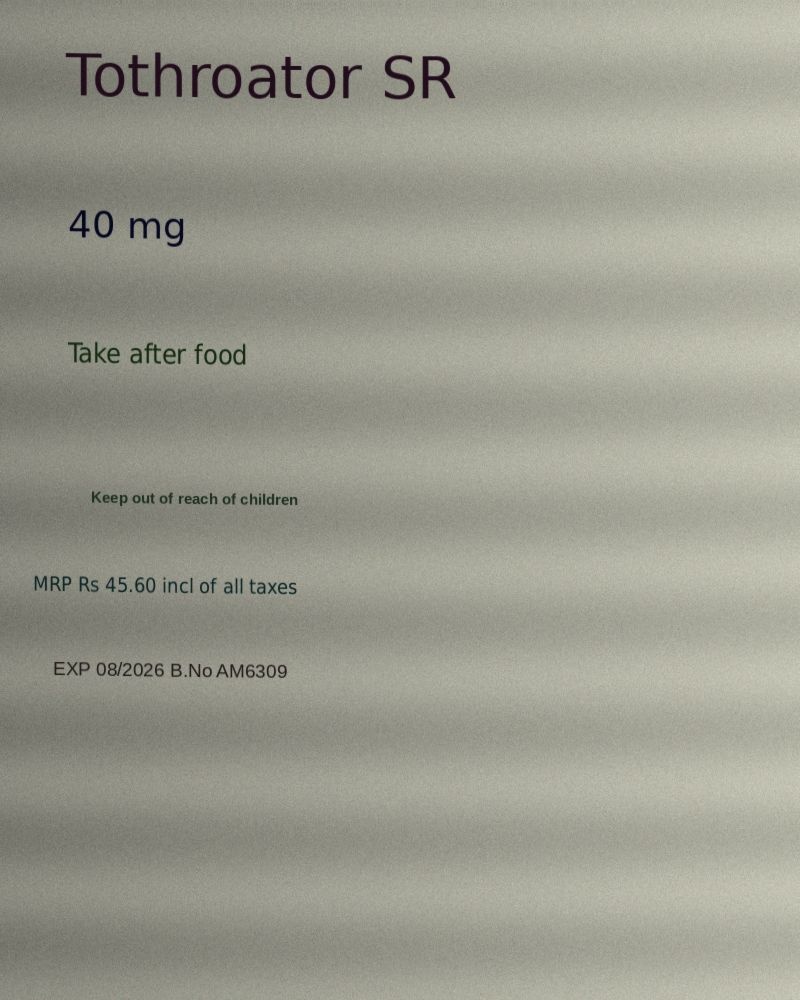 Tothroator SR
40 mg
Take after food
Keep out of reach of children
MRP Rs 45.60 incl of all taxes
EXP 08/2026 B.No AM6309